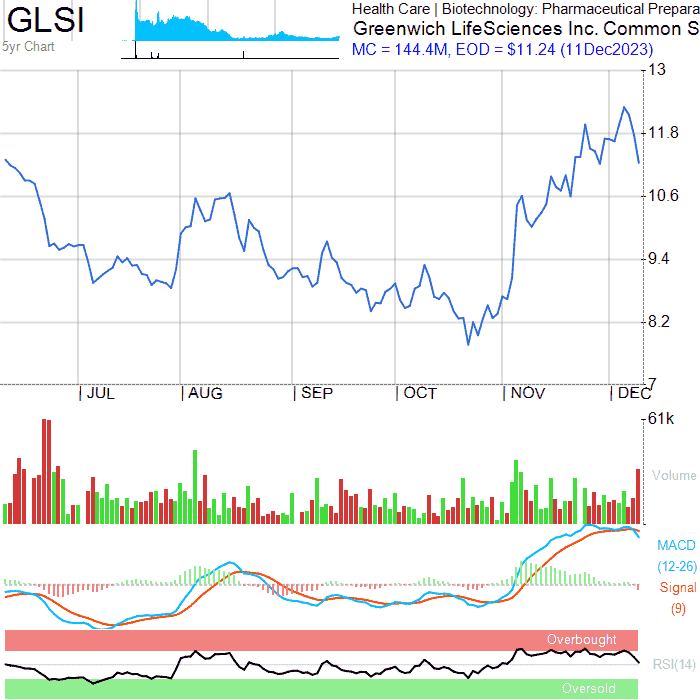 GLSI
5yr Chart
Health Care | Biotechnology: Pharmaceutical Prepara
Greenwich LifeSciences Inc. Common S
MC = 144.4M, EOD = $11.24 (11Dec2023)
13
11.8
10.6
9.4
8.2
7
| JUL | AUG | SEP | OCT | NOV | DEC
61k
Volume
MACD
(12-26)
Signal
(9)
Overbought
RSI(14)
Oversold